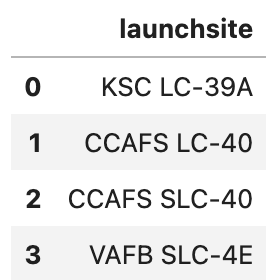 launchsite
0 KSC LC-39A
1 CCAFS LC-40
2 CCAFS SLC-40
3 VAFB SLC-4E